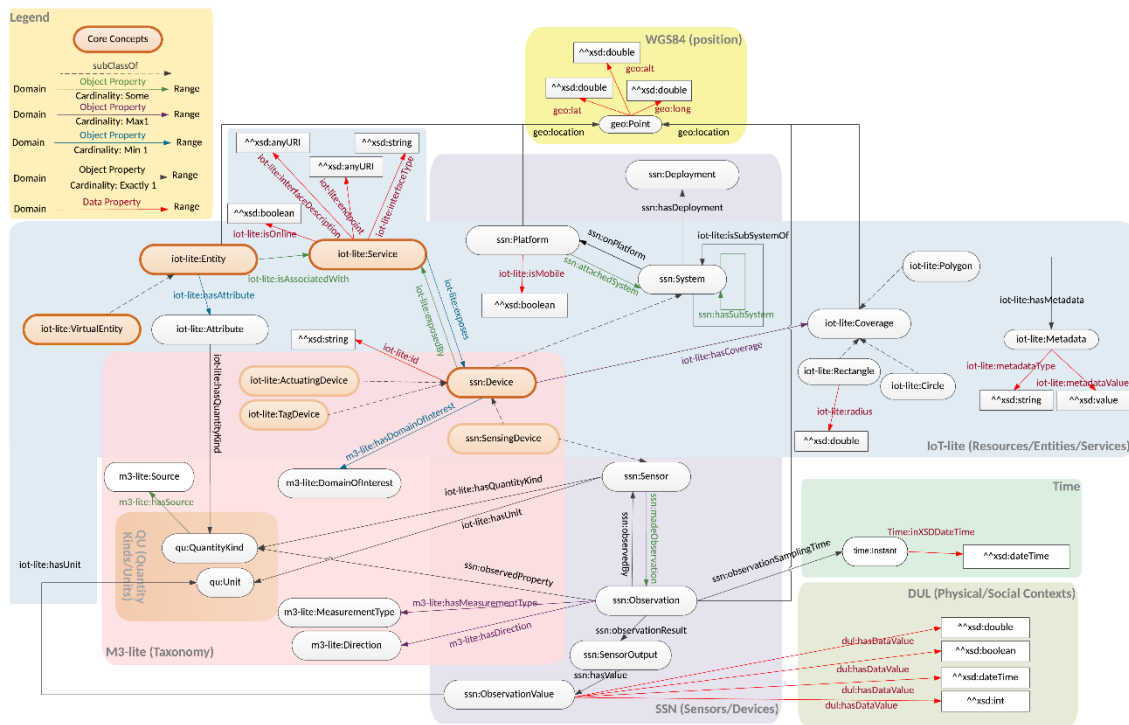 Legend
Core Concepts
subClassOf
Domain
Object Property
Cardinality: Some
Range
Domain
Object Property
Cardinality: Max1
Range
Domain
Object Property
Cardinality: Min 1
Range
Domain
Object Property
Cardinality: Exactly 1
Range
Domain
Data Property
Range
WGS84 (position)
^^xsd:double
geo:alt
^^xsd:double
^^xsd:double
geo:lat
geo:long
geo:location
geo:Point
geo:location
^^xsd:anyURI
^^xsd:string
^^xsd:anyURI
iot-lite:interfaceDescription
iot-lite:endpoint
iot-lite:interfaceType
^^xsd:boolean
iot-lite:isOnline
ssn:Deployment
ssn:hasDeployment
iot-lite:Entity
iot-lite:isAssociatedWith
iot-lite:Service
ssn:Platform
ssn:onPlatform
iot-lite:isSubSystemOf
ssn:attachedSystem
ssn:System
iot-lite:isMobile
^^xsd:boolean
ssn:hasSubSystem
iot-lite:Polygon
iot-lite:hasMetadata
iot-lite:hasAttribute
iot-lite:VirtualEntity
iot-lite:Attribute
iot-lite:exposedBy
iot-lite:exposes
iot-lite:Coverage
iot-lite:Metadata
^^xsd:string
iot-lite:id
iot-lite:hasCoverage
iot-lite:Rectangle
iot-lite:Circle
iot-lite:metadataType
iot-lite:metadataValue
^^xsd:string
^^xsd:value
iot-lite:radius
^^xsd:double
iot-lite:hasQuantityKind
iot-lite:ActuatingDevice
ssn:Device
iot-lite:TagDevice
m3-lite:hasDomainOfInterest
ssn:SensingDevice
IoT-lite (Resources/Entities/Services)
m3-lite:Source
m3-lite:hasSource
m3-lite:DomainOfInterest
iot-lite:hasQuantityKind
ssn:Sensor
iot-lite:hasUnit
QU (Quantity
Kinds/Units)
qu:QuantityKind
qu:Unit
iot-lite:hasUnit
ssn:observedBy
ssn:madeObservation
ssn:observedProperty
ssn:observationSamplingTime
Time
Time:inXSDDateTime
time:instant
^^xsd:dateTime
m3-lite:MeasurementType
m3-lite:hasMeasurementType
ssn:Observation
m3-lite:Direction
m3-lite:hasDirection
ssn:observationResult
M3-lite (Taxonomy)
ssn:SensorOutput
ssn:hasValue
ssn:ObservationValue
SSN (Sensors/Devices)
DUL (Physical/Social Contexts)
dul:hasDataValue
^^xsd:double
dul:hasDataValue
^^xsd:boolean
dul:hasDataValue
^^xsd:dateTime
dul:hasDataValue
^^xsd:int